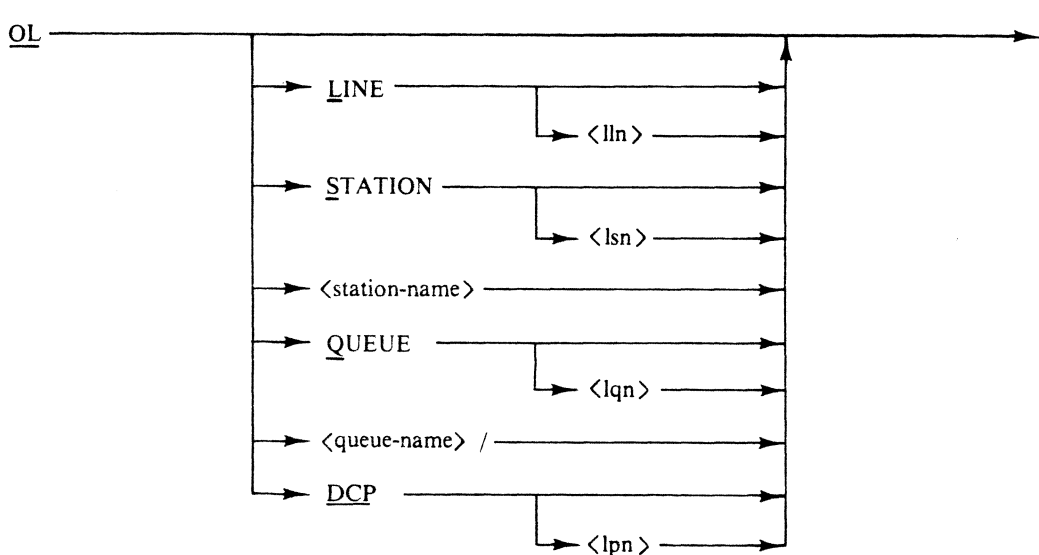 OL
LINE
<lln>
STATION
<lsn>
<station-name>
QUEUE
<lqn>
<queue-name> /
DCP
<lpn>